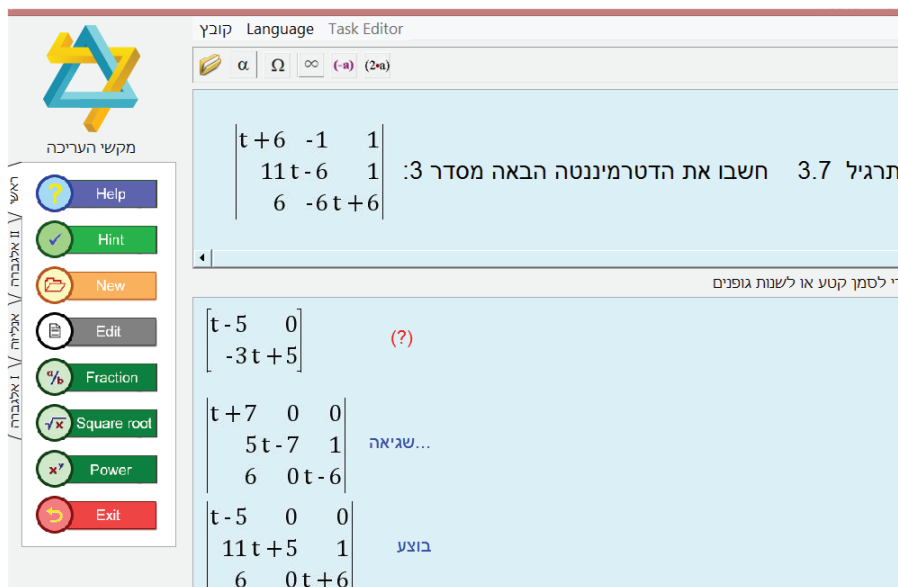 קובץ Language Task Editor
α Ω ∞ (-a) (2•a)
מקשי העריכה
ראשי
אלגברה II
אנליזה
אלגברה I
Help
Hint
New
Edit
a/b Fraction
√x Square root
x^y Power
Exit
תרגיל 3.7 חשבו את הדטרמיננטה הבאה מסדר 3:
t+6 -1 1
11 t-6 1
6 -6 t+6
לסמן קטע או לשנות גופנים
t-5 0
-3 t+5
(?)
t+7 0 0
5 t-7 1
6 0 t-6
שגיאה...
t-5 0 0
11 t+5 1
6 0 t+6
בוצע